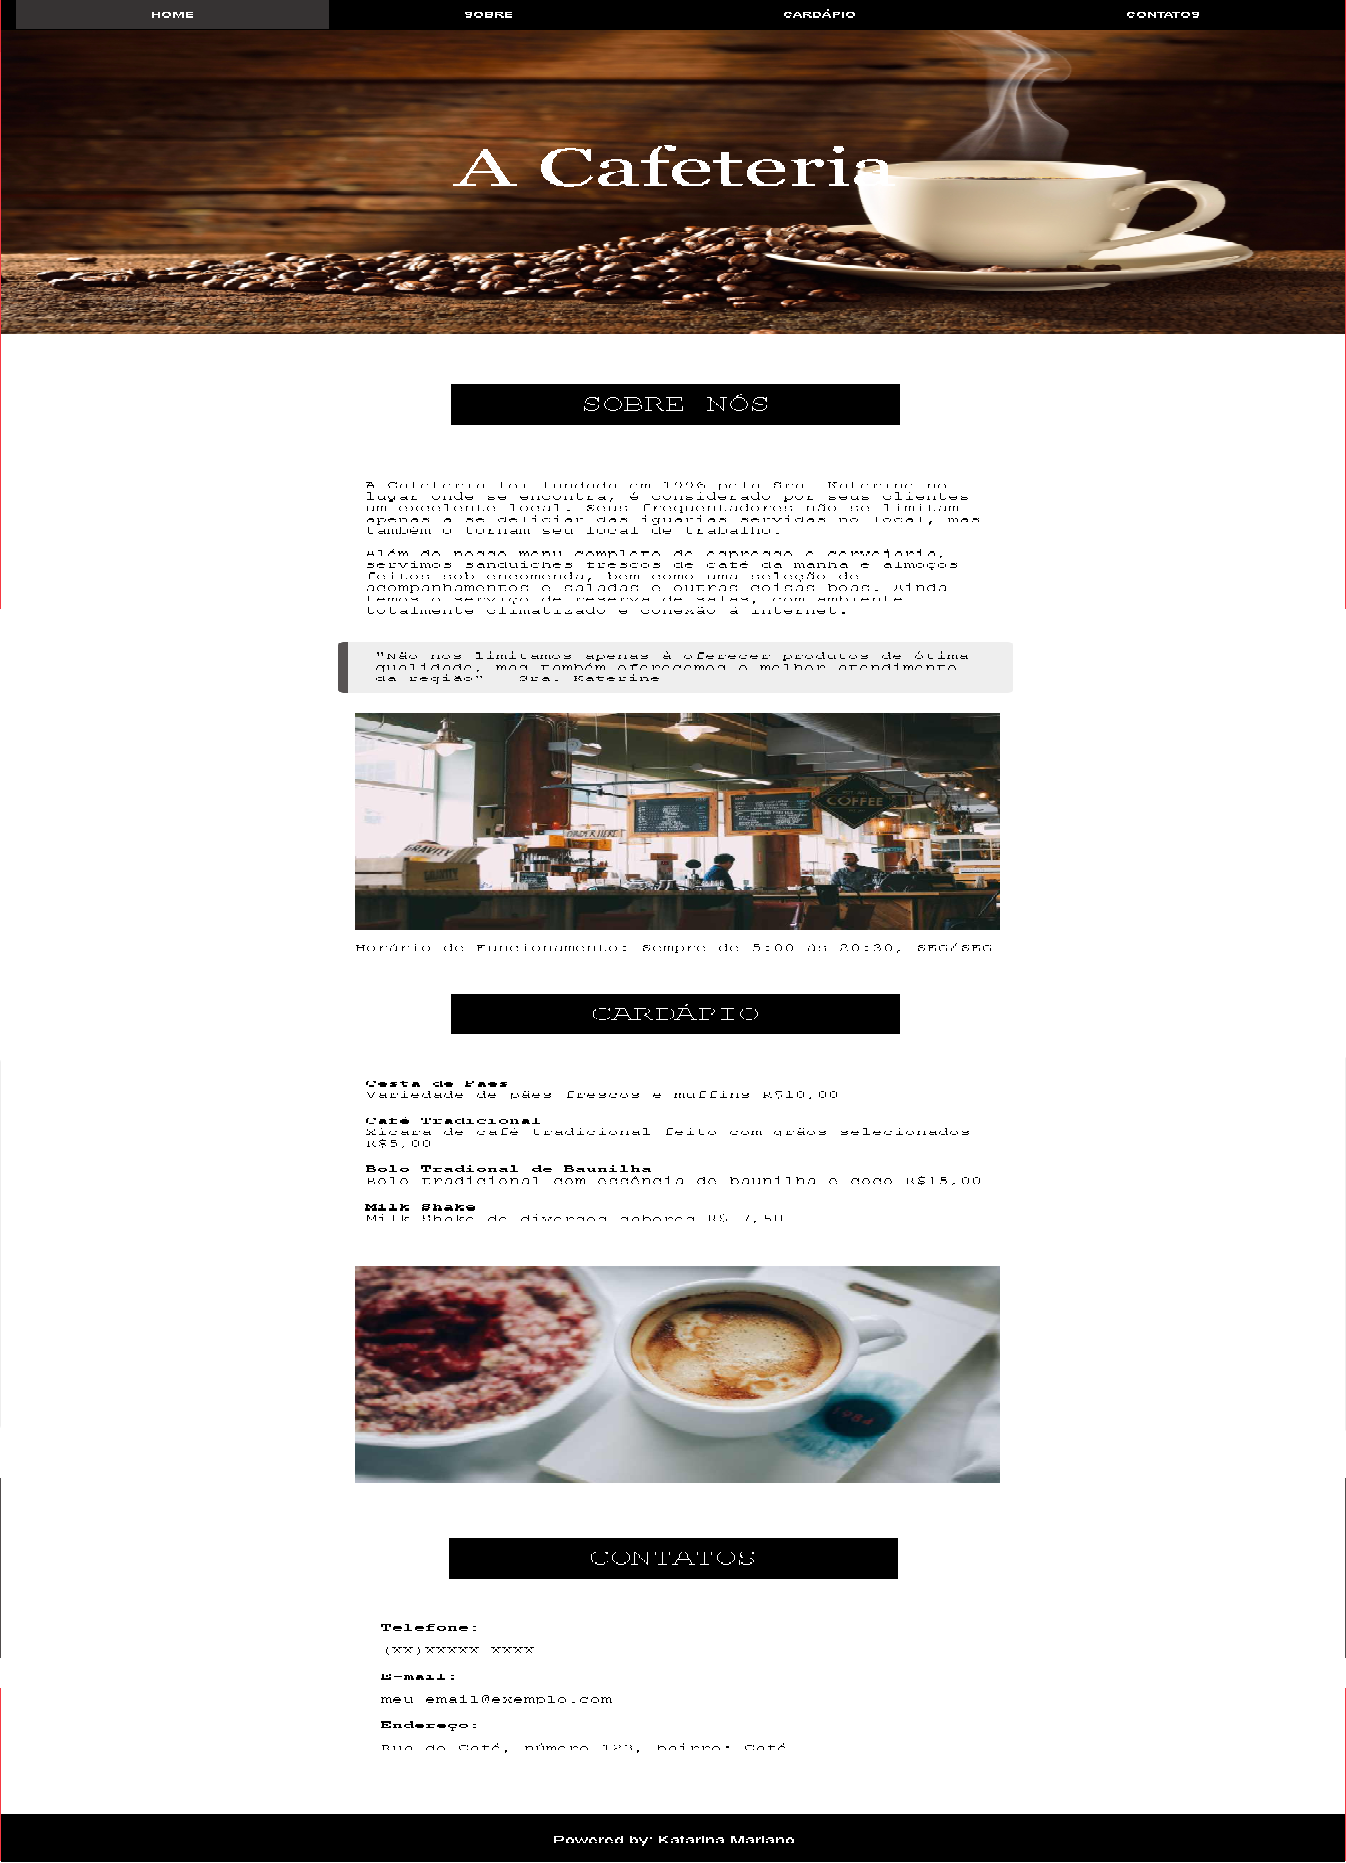 HOME SOBRE CARDÁPIO CONTATOS
A Cafeteria
SOBRE NÓS
A Cafeteria foi fundada em 1996 pela Sra. Katerine no
lugar onde se encontra, é considerado por seus clientes
um excelente local. Seus frequentadores não se limitam
apenas a se deliciar das iguarias servidas no local, mas
também o tornam seu local de trabalho.
Além do nosso menu completo de espresso e cervejaria,
servimos sanduíches frescos de café da manhã e almoços
feitos sob encomenda, bem como uma seleção de
acompanhamentos e saladas e outras coisas boas. Ainda
temos o serviço de reserva de salas, com ambiente
totalmente climatizado e conexão à internet.
"Não nos limitamos apenas à oferecer produtos de ótima
qualidade, mas também oferecemos o melhor atendimento
da região" Sra. Katerine
COFFEE
GRAVITY
GRAVITY
Horário de Funcionamento: Sempre de 5:00 às 20:30, SEG/SEG
CARDÁPIO
Cesta de Pães
Variedade de pães frescos e muffins R$10,00
Café Tradicional
Xícara de café tradicional feito com grãos selecionados
R$5,00
Bolo Tradional de Baunilha
Bolo tradicional com essência de baunilha e coco R$15,00
Milk Shake
Milk Shake de diversos sabores R$ 7,50
CONTATOS
Telefone:
(XX)XXXXX XXXX
E-mail:
meu email@exemplo.com
Endereço:
Rua do Café, número 123, bairro: Café
Powered by: Katarina Mariano